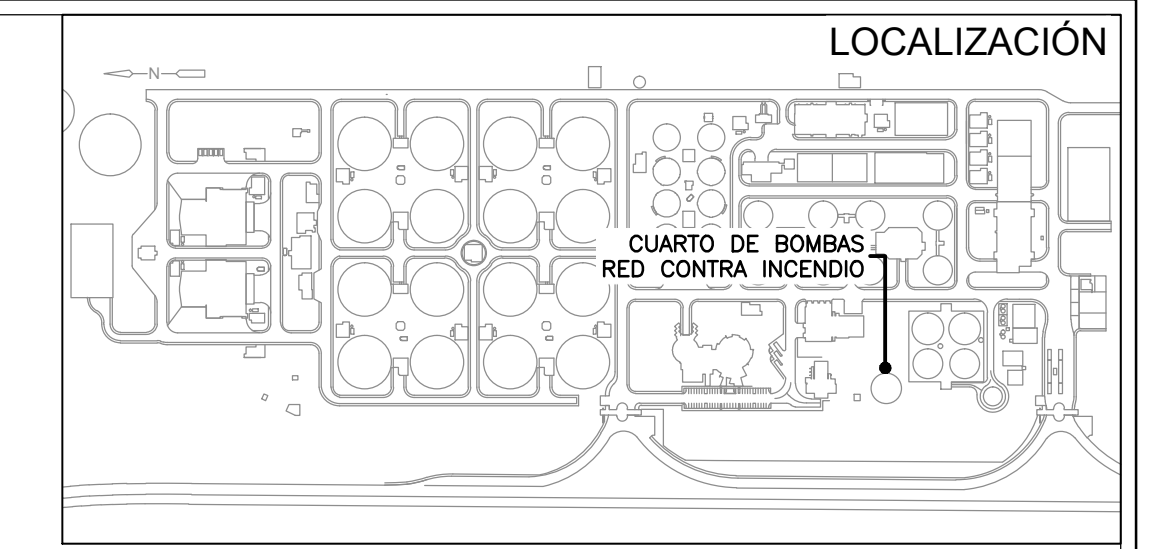 LOCALIZACIÓN
N
CUARTO DE BOMBAS
RED CONTRA INCENDIO